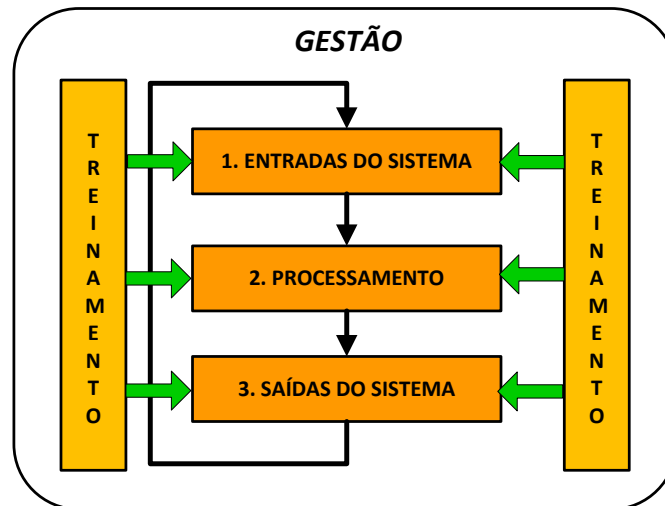 GESTÃO
TREINAMENTO
1. ENTRADAS DO SISTEMA
2. PROCESSAMENTO
3. SAÍDAS DO SISTEMA
TREINAMENTO